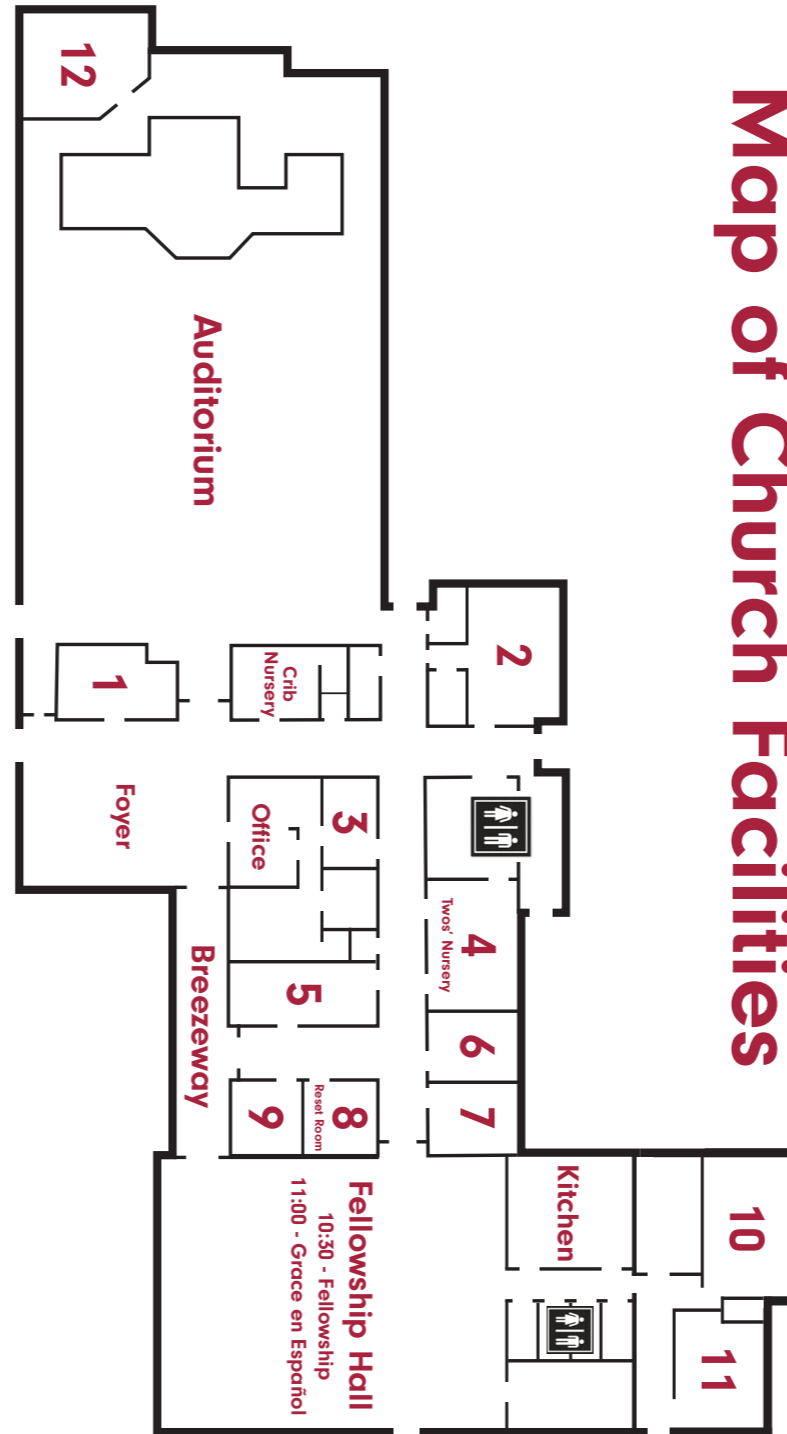 Map of Church Facilities
12
Auditorium
1
Crib
Nursery
2
Foyer
Office
3
4
Twos' Nursery
Breezeway
5
6
7
8
Reset Room
9
Fellowship Hall
10:30 - Fellowship
11:00 - Grace en Español
Kitchen
10
11